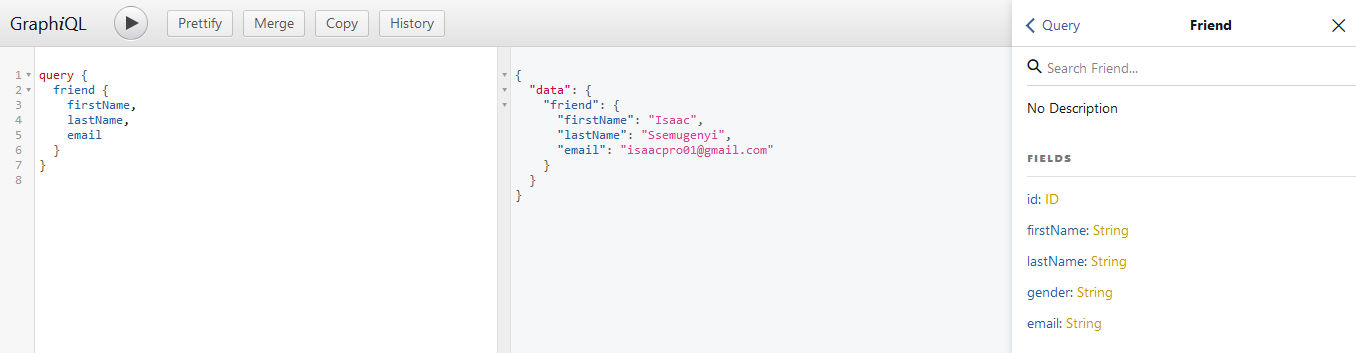 GraphiQL
Prettify
Merge
Copy
History
1 query {
2 friend {
3 firstName,
4 lastName,
5 email
6 }
7 }
8
{
"data": {
"friend": {
"firstName": "Isaac",
"lastName": "Ssemugenyi",
"email": "isaacpro01@gmail.com"
}
}
}
Query
Friend
Search Friend...
No Description
FIELDS
id: ID
firstName: String
lastName: String
gender: String
email: String